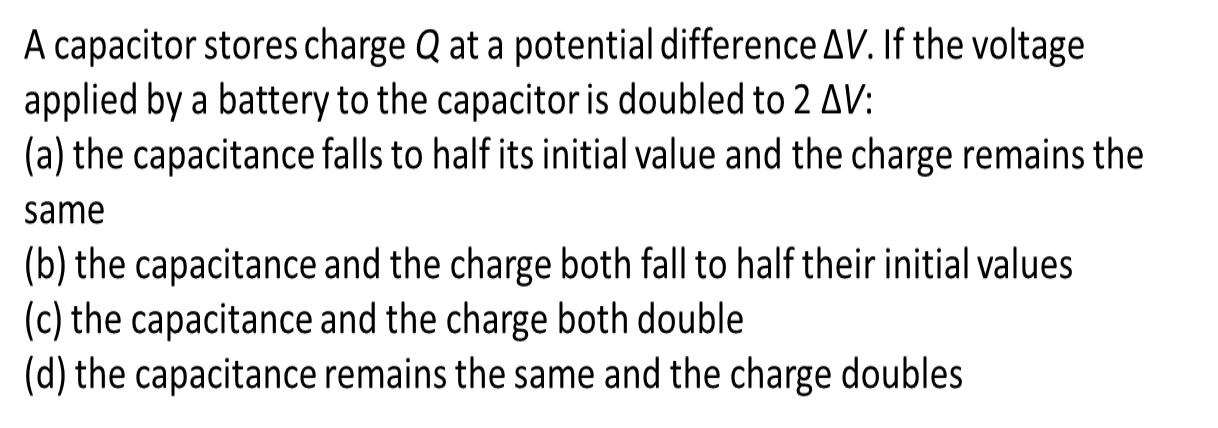 A capacitor stores charge Q at a potential difference ΔV. If the voltage
applied by a battery to the capacitor is doubled to 2 ΔV:
(a) the capacitance falls to half its initial value and the charge remains the
same
(b) the capacitance and the charge both fall to half their initial values
(c) the capacitance and the charge both double
(d) the capacitance remains the same and the charge doubles